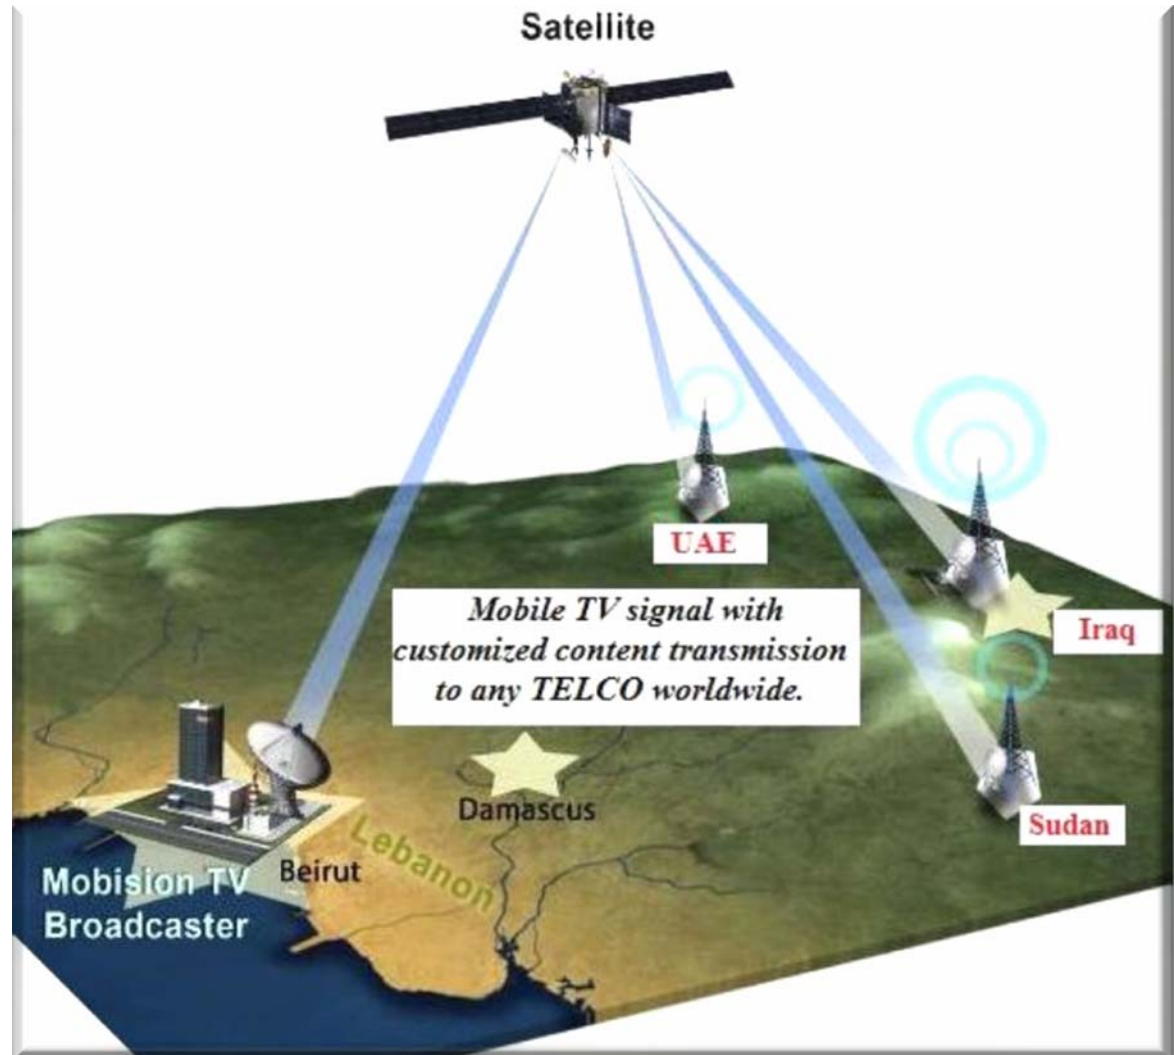 Satellite
UAE
Mobile TV signal with
customized content transmission
to any TELCO worldwide.
Iraq
Damascus
Sudan
Lebanon
Beirut
Mobision TV
Broadcaster